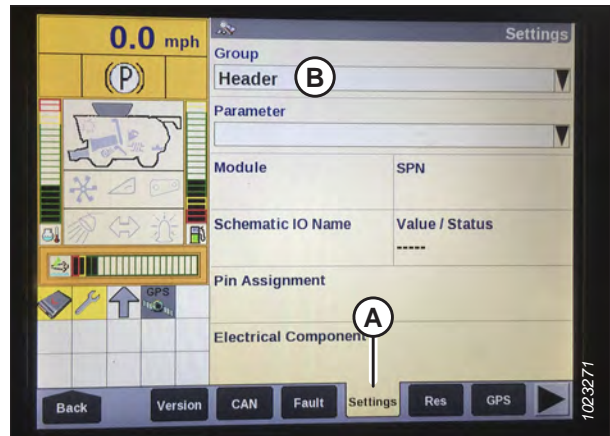 0.0 mph
Settings
Group
(P)
Header
B
Parameter
Module
SPN
Schematic IO Name
Value / Status
-----
GPS
Pin Assignment
A
Electrical Component
Back
Version
CAN
Fault
Settings
Res
GPS
1023271